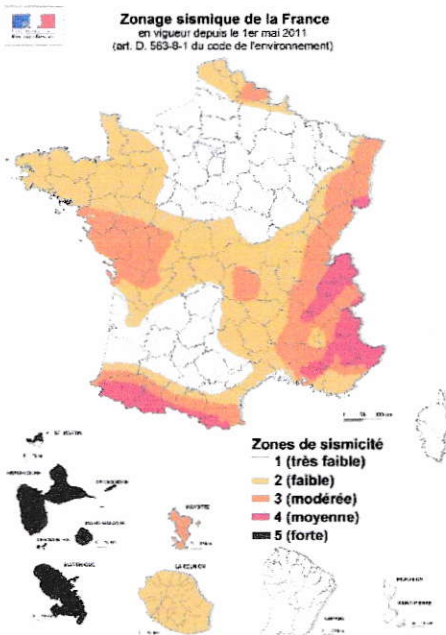 Zonage sismique de la France
en vigueur depuis le 1er mai 2011
(art. D. 563-8-1 du code de l'environnement)
Zones de sismicité
1 (très faible)
2 (faible)
3 (modérée)
4 (moyenne)
5 (forte)
MAYOTTE
MARTINIQUE
LA REUNION